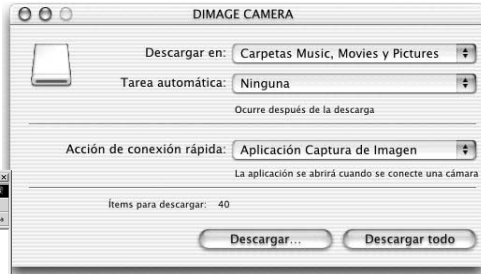 DIMAGE CAMERA
Descargar en: Carpetas Music, Movies y Pictures
Tarea automática: Ninguna
Ocurre después de la descarga
Acción de conexión rápida: Aplicación Captura de Imagen
La aplicación se abrirá cuando se conecte una cámara
Ítems para descargar: 40
Descargar... Descargar todo